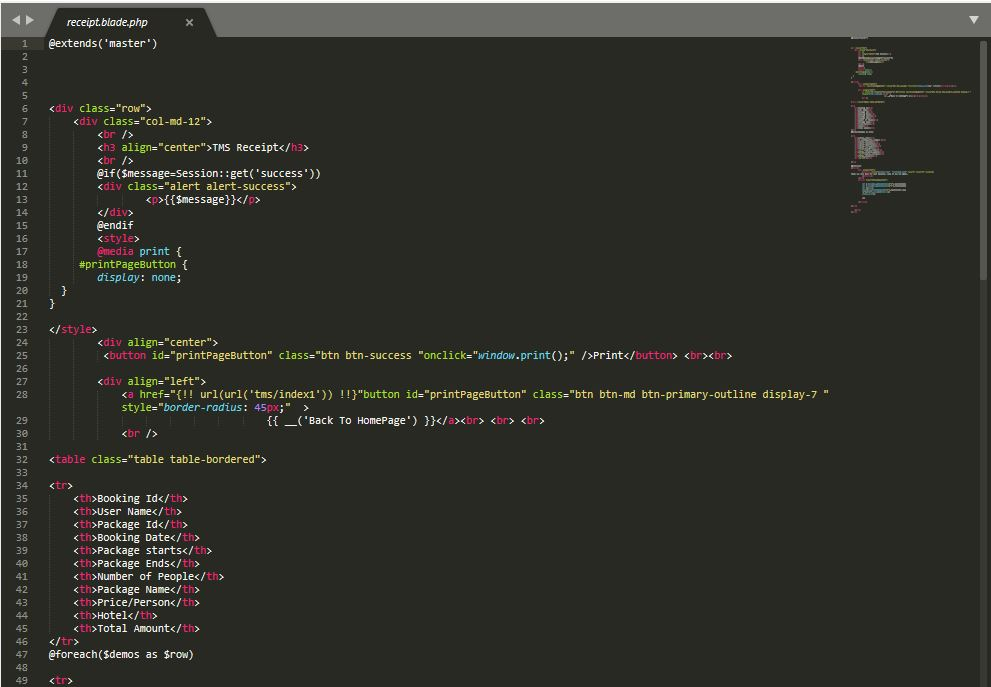 receipt.blade.php ×
1 @extends('master')
2
3
4
5
6 <div class="row">
7 <div class="col-md-12">
8 <br />
9 <h3 align="center">TMS Receipt</h3>
10 <br />
11 @if($message=Session::get('success'))
12 <div class="alert alert-success">
13 <p>{{$message}}</p>
14 </div>
15 @endif
16 <style>
17 @media print {
18 #printPageButton {
19 display: none;
20 }
21 }
22
23 </style>
24 <div align="center">
25 <button id="printPageButton" class="btn btn-success "onclick="window.print();" />Print</button> <br><br>
26
27 <div align="left">
28 <a href="{!! url(url('tms/index1')) !!}"button id="printPageButton" class="btn btn-md btn-primary-outline display-7 "
style="border-radius: 45px;"  >
29 {{ __('Back To HomePage') }}</a><br> <br> <br>
30 <br />
31
32 <table class="table table-bordered">
33
34 <tr>
35 <th>Booking Id</th>
36 <th>User Name</th>
37 <th>Package Id</th>
38 <th>Booking Date</th>
39 <th>Package starts</th>
40 <th>Package Ends</th>
41 <th>Number of People</th>
42 <th>Package Name</th>
43 <th>Price/Person</th>
44 <th>Hotel</th>
45 <th>Total Amount</th>
46 </tr>
47 @foreach($demos as $row)
48
49 <tr>